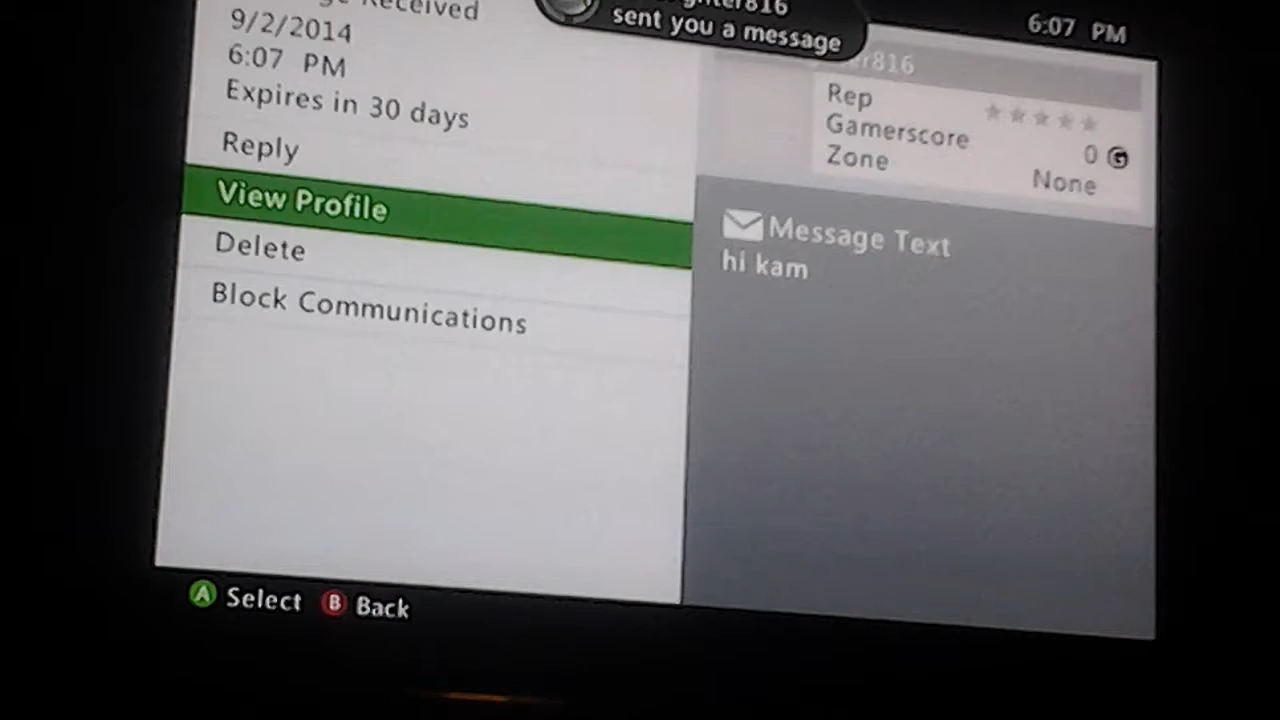 Received
9/2/2014
6:07 PM
Expires in 30 days
Reply
View Profile
Delete
Block Communications
A Select B Back
sent you a message
6:07 PM
r816
Rep
Gamerscore 0 G
Zone None
Message Text
hi kam